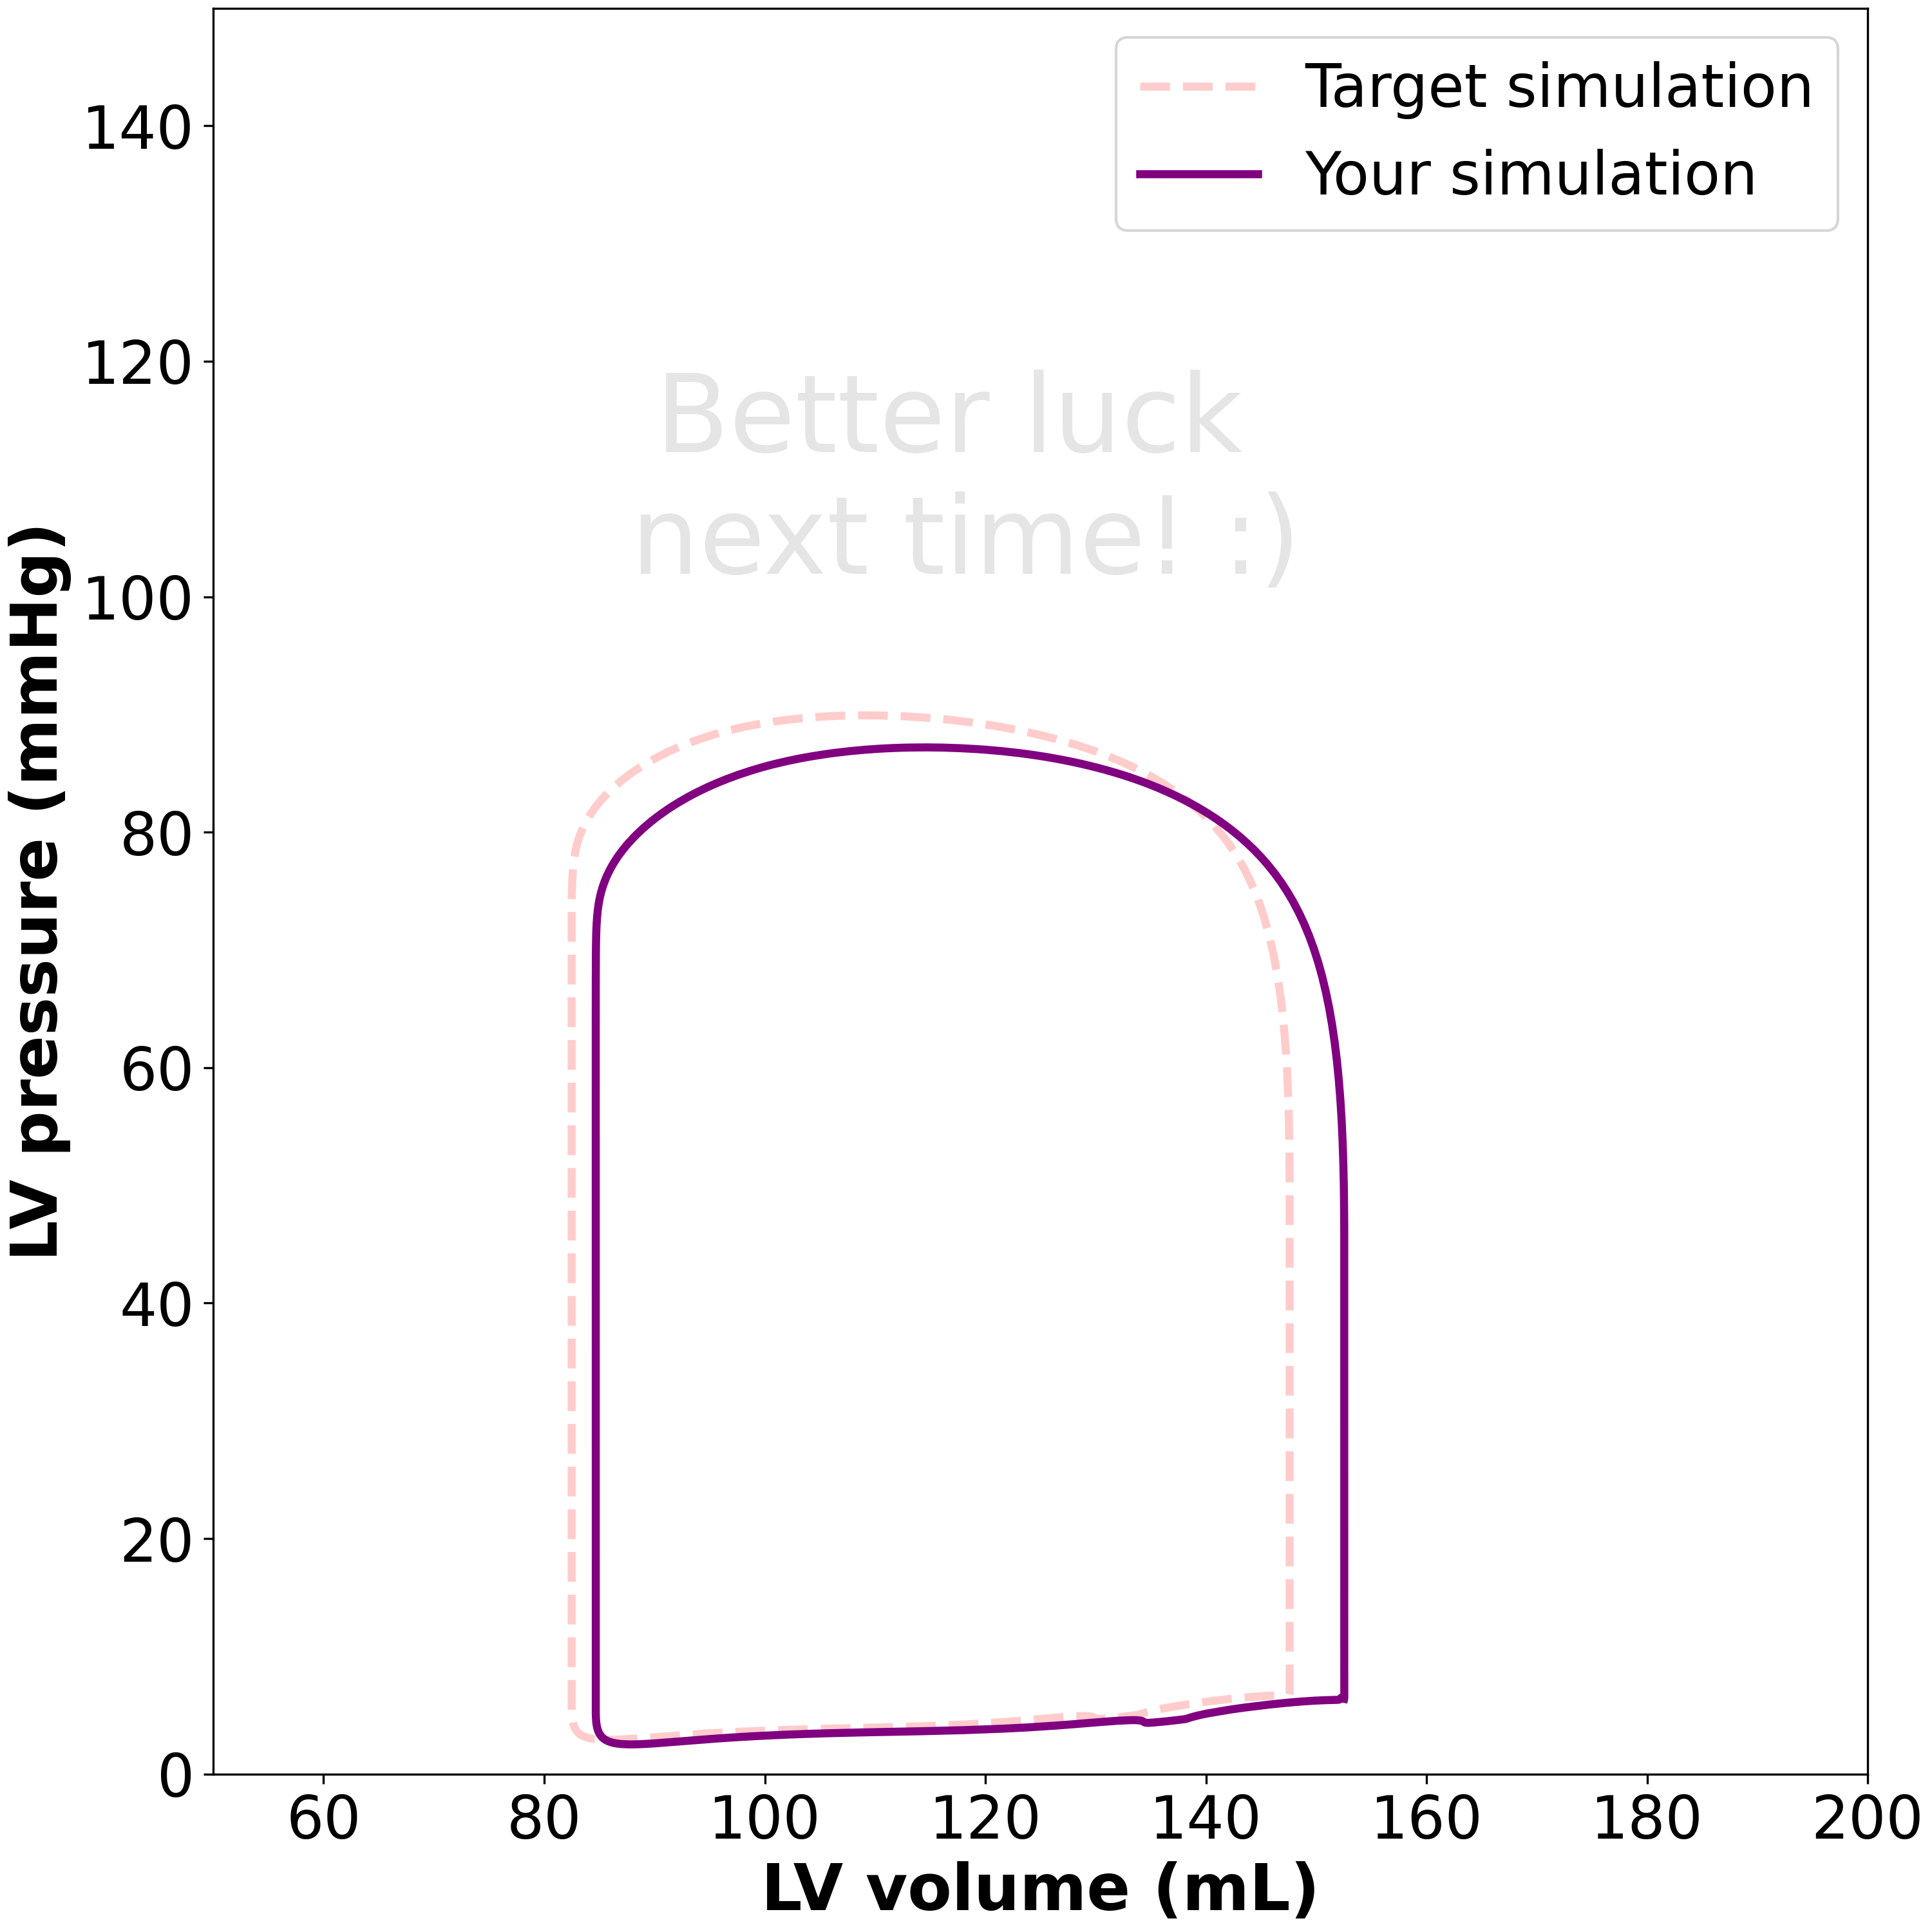 Target simulation
Your simulation
Better luck
next time! :)
LV pressure (mmHg)
140
120
100
80
60
40
20
0
60 80 100 120 140 160 180 200
LV volume (mL)